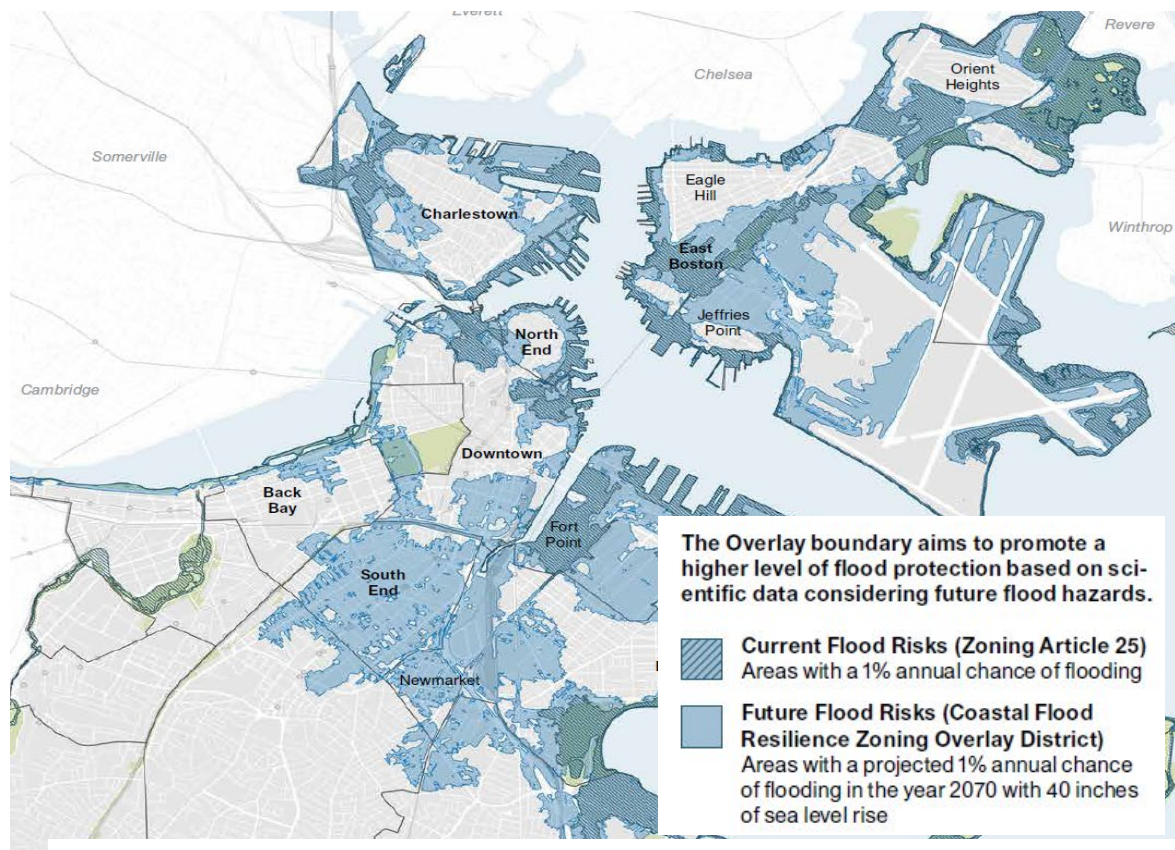 Everett
Revere
Chelsea
Orient
Heights
Somerville
Eagle
Hill
Charlestown
Winthrop
East
Boston
Jeffries
Point
North
End
Cambridge
Downtown
Back
Bay
Fort
Point
South
End
Newmarket
The Overlay boundary aims to promote a
higher level of flood protection based on sci-
entific data considering future flood hazards.
Current Flood Risks (Zoning Article 25)
Areas with a 1% annual chance of flooding
Future Flood Risks (Coastal Flood
Resilience Zoning Overlay District)
Areas with a projected 1% annual chance
of flooding in the year 2070 with 40 inches
of sea level rise